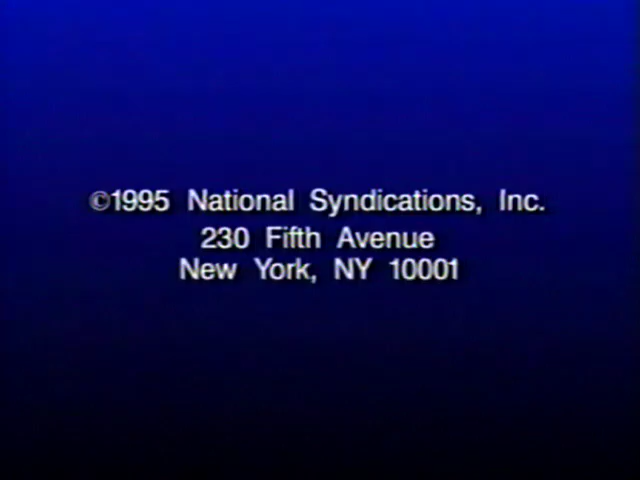 ©1995 National Syndications, Inc.
230 Fifth Avenue
New York, NY 10001